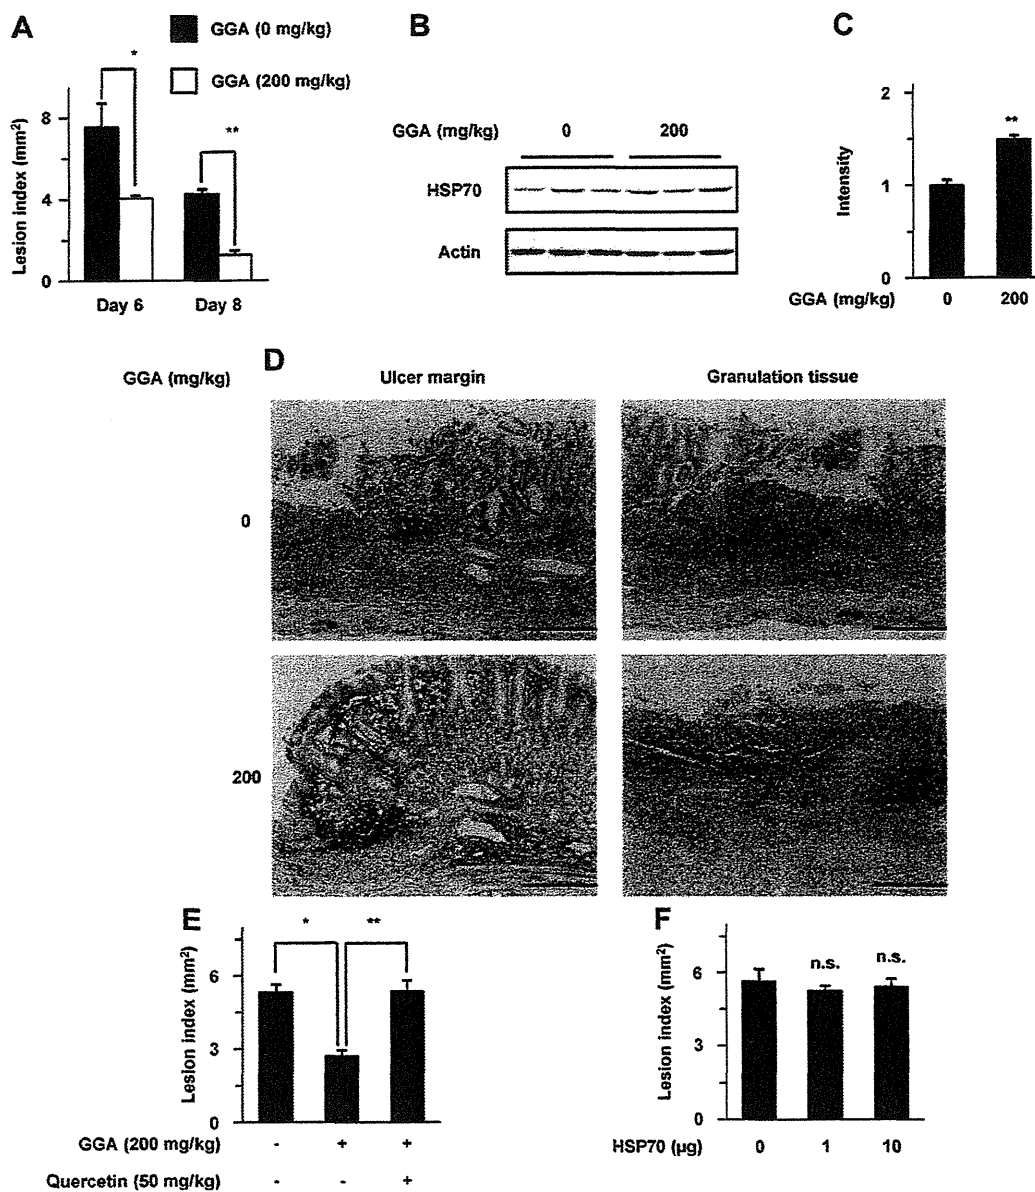 A
GGA (0 mg/kg)
GGA (200 mg/kg)
*
**
Lesion index (mm²)
8
4
0
Day 6
Day 8
B
GGA (mg/kg)
0
200
HSP70
Actin
C
**
Intensity
2
1
0
GGA (mg/kg)
0
200
D
GGA (mg/kg)
Ulcer margin
Granulation tissue
0
200
E
*
**
Lesion index (mm²)
6
3
0
GGA (200 mg/kg)
-
+
+
Quercetin (50 mg/kg)
-
-
+
F
n.s.
n.s.
Lesion index (mm²)
6
3
0
HSP70 (μg)
0
1
10